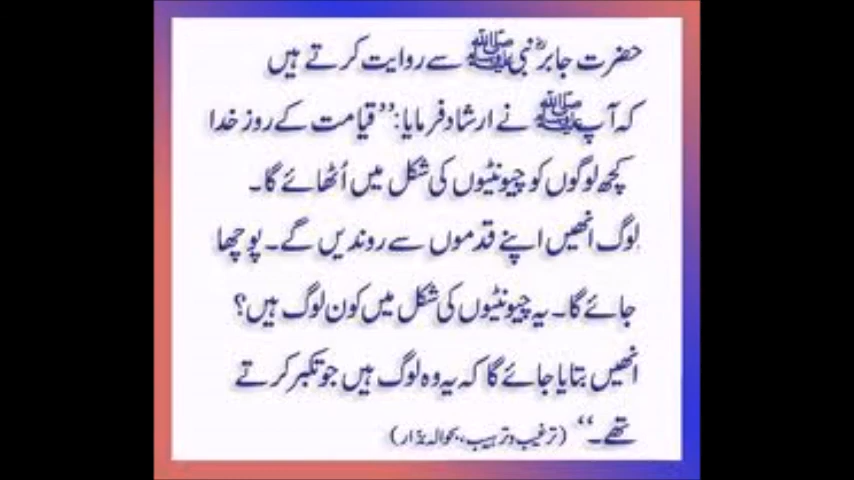 حضرت جابرؓ نبی ﷺ سے روایت کرتے ہیں
کہ آپ ﷺ نے ارشاد فرمایا: ”قیامت کے روز خدا
کچھ لوگوں کو چیونٹیوں کی شکل میں اُٹھائے گا۔
لوگ انھیں اپنے قدموں سے روندیں گے۔ پوچھا
جائے گا۔ یہ چیونٹیوں کی شکل میں کون لوگ ہیں؟
انھیں بتایا جائے گا کہ یہ وہ لوگ ہیں جو تکبر کرتے
تھے۔“ (ترغیب و ترہیب، بحوالہ بزار)